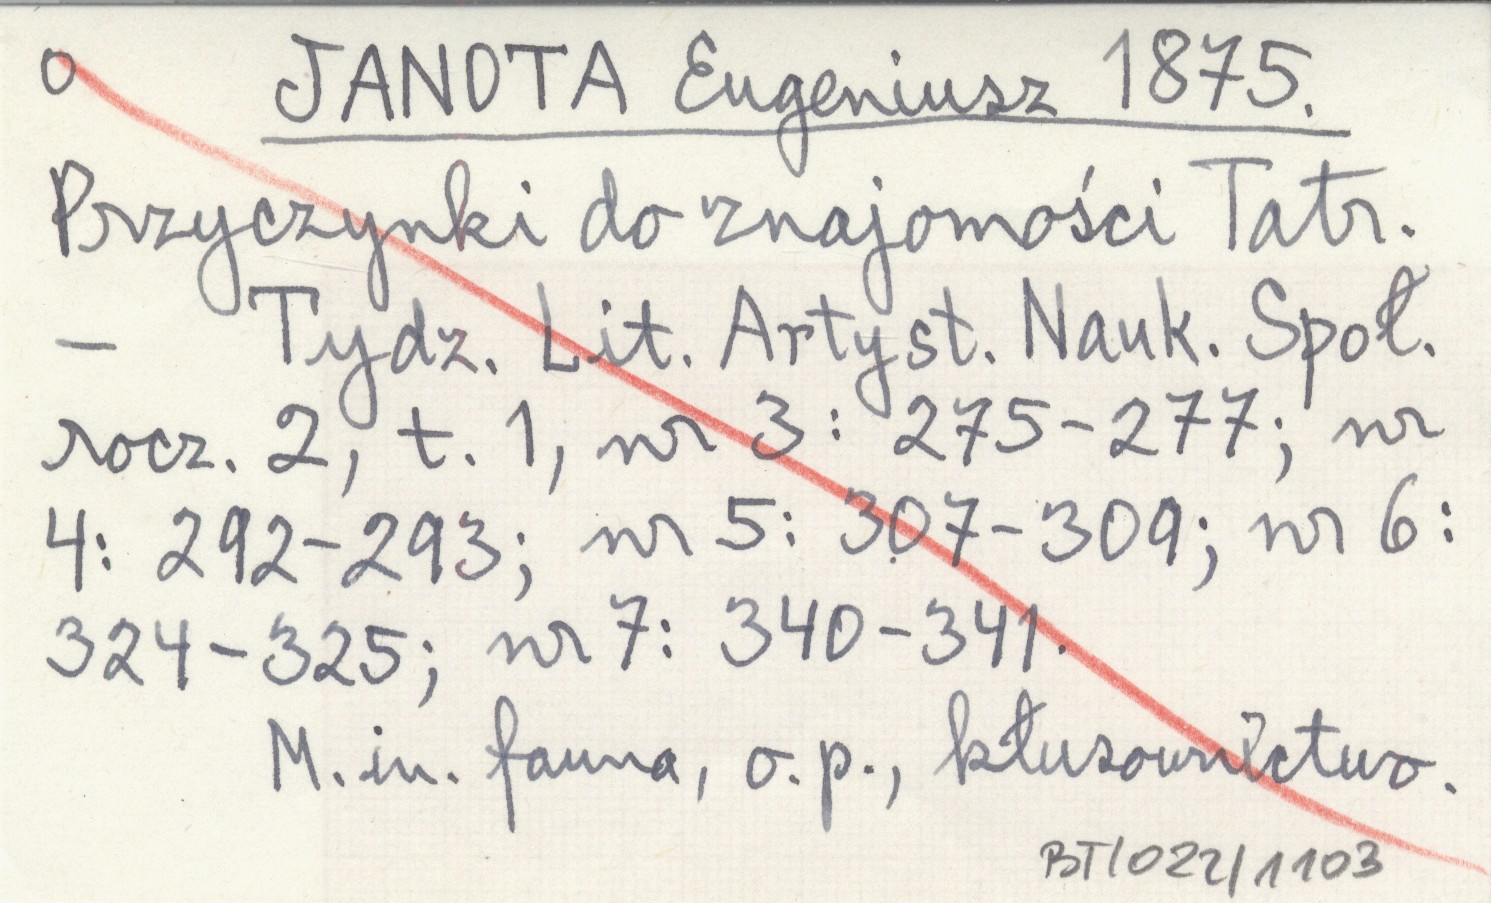 o JANOTA Eugeniusz 1875.
Przyczynki do znajomości Tatr.
— Tydz. Lit. Artyst. Nauk. Społ.
rocz. 2, t. 1, nr 3: 275-277; nr
4: 292-293; nr 5: 307-309; nr 6:
324-325; nr 7: 340-341.
M. in. fauna, o.p., kłusownictwo.
BT/022/1103